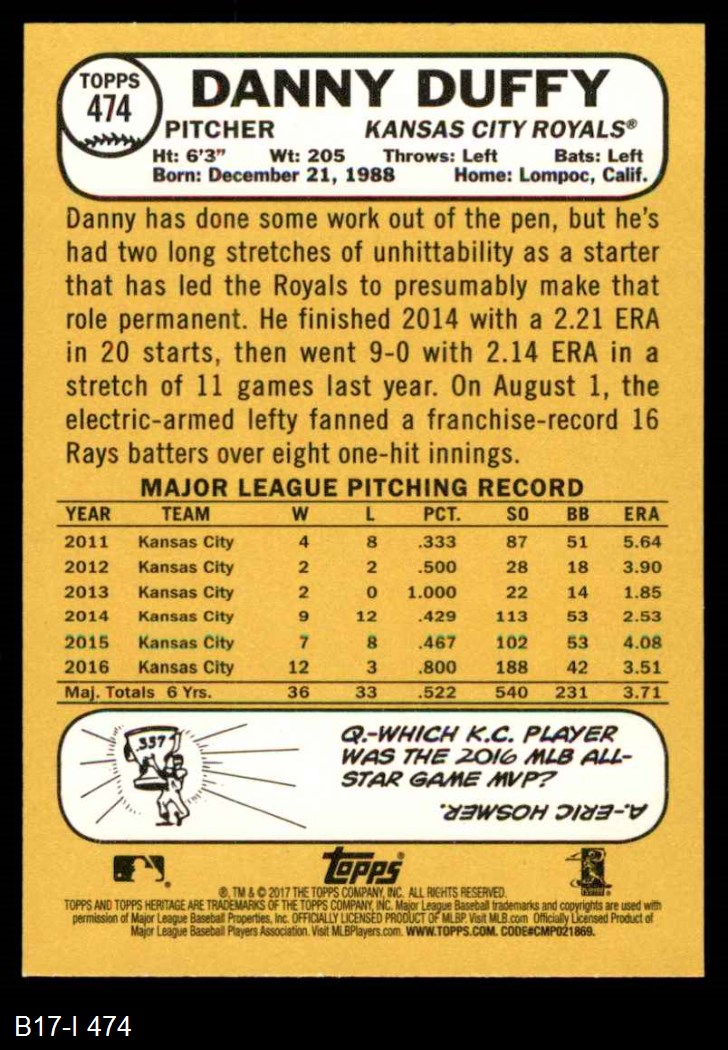 TOPPS
474
DANNY DUFFY
PITCHER KANSAS CITY ROYALS®
Ht: 6'3" Wt: 205 Throws: Left Bats: Left
Born: December 21, 1988 Home: Lompoc, Calif.
Danny has done some work out of the pen, but he's
had two long stretches of unhittability as a starter
that has led the Royals to presumably make that
role permanent. He finished 2014 with a 2.21 ERA
in 20 starts, then went 9-0 with 2.14 ERA in a
stretch of 11 games last year. On August 1, the
electric-armed lefty fanned a franchise-record 16
Rays batters over eight one-hit innings.
MAJOR LEAGUE PITCHING RECORD
YEAR TEAM W L PCT. SO BB ERA
2011 Kansas City 4 8 .333 87 51 5.64
2012 Kansas City 2 2 .500 28 18 3.90
2013 Kansas City 2 0 1.000 22 14 1.85
2014 Kansas City 9 12 .429 113 53 2.53
2015 Kansas City 7 8 .467 102 53 4.08
2016 Kansas City 12 3 .800 188 42 3.51
Maj. Totals 6 Yrs. 36 33 .522 540 231 3.71
.337
Q.-WHICH K.C. PLAYER
WAS THE 2016 MLB ALL-
STAR GAME MVP?
A.-ERIC HOSMER.
topps
®, TM & © 2017 THE TOPPS COMPANY, INC. ALL RIGHTS RESERVED.
TOPPS AND TOPPS HERITAGE ARE TRADEMARKS OF THE TOPPS COMPANY, INC. Major League Baseball trademarks and copyrights are used with
permission of Major League Baseball Properties, Inc. OFFICIALLY LICENSED PRODUCT OF MLBP. Visit MLB.com Officially Licensed Product of
Major League Baseball Players Association. Visit MLBPlayers.com. WWW.TOPPS.COM. CODE#CMP021869.
B17-I 474